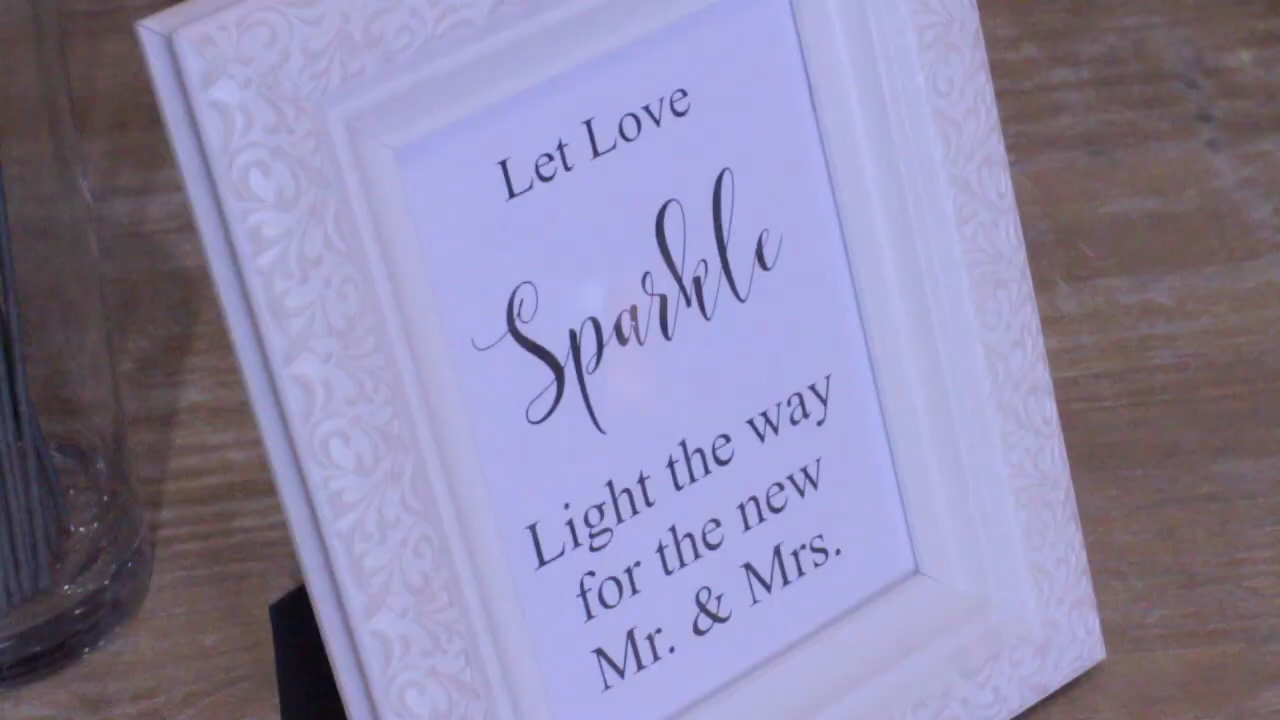 Let Love
Sparkle
Light the way
for the new
Mr. & Mrs.